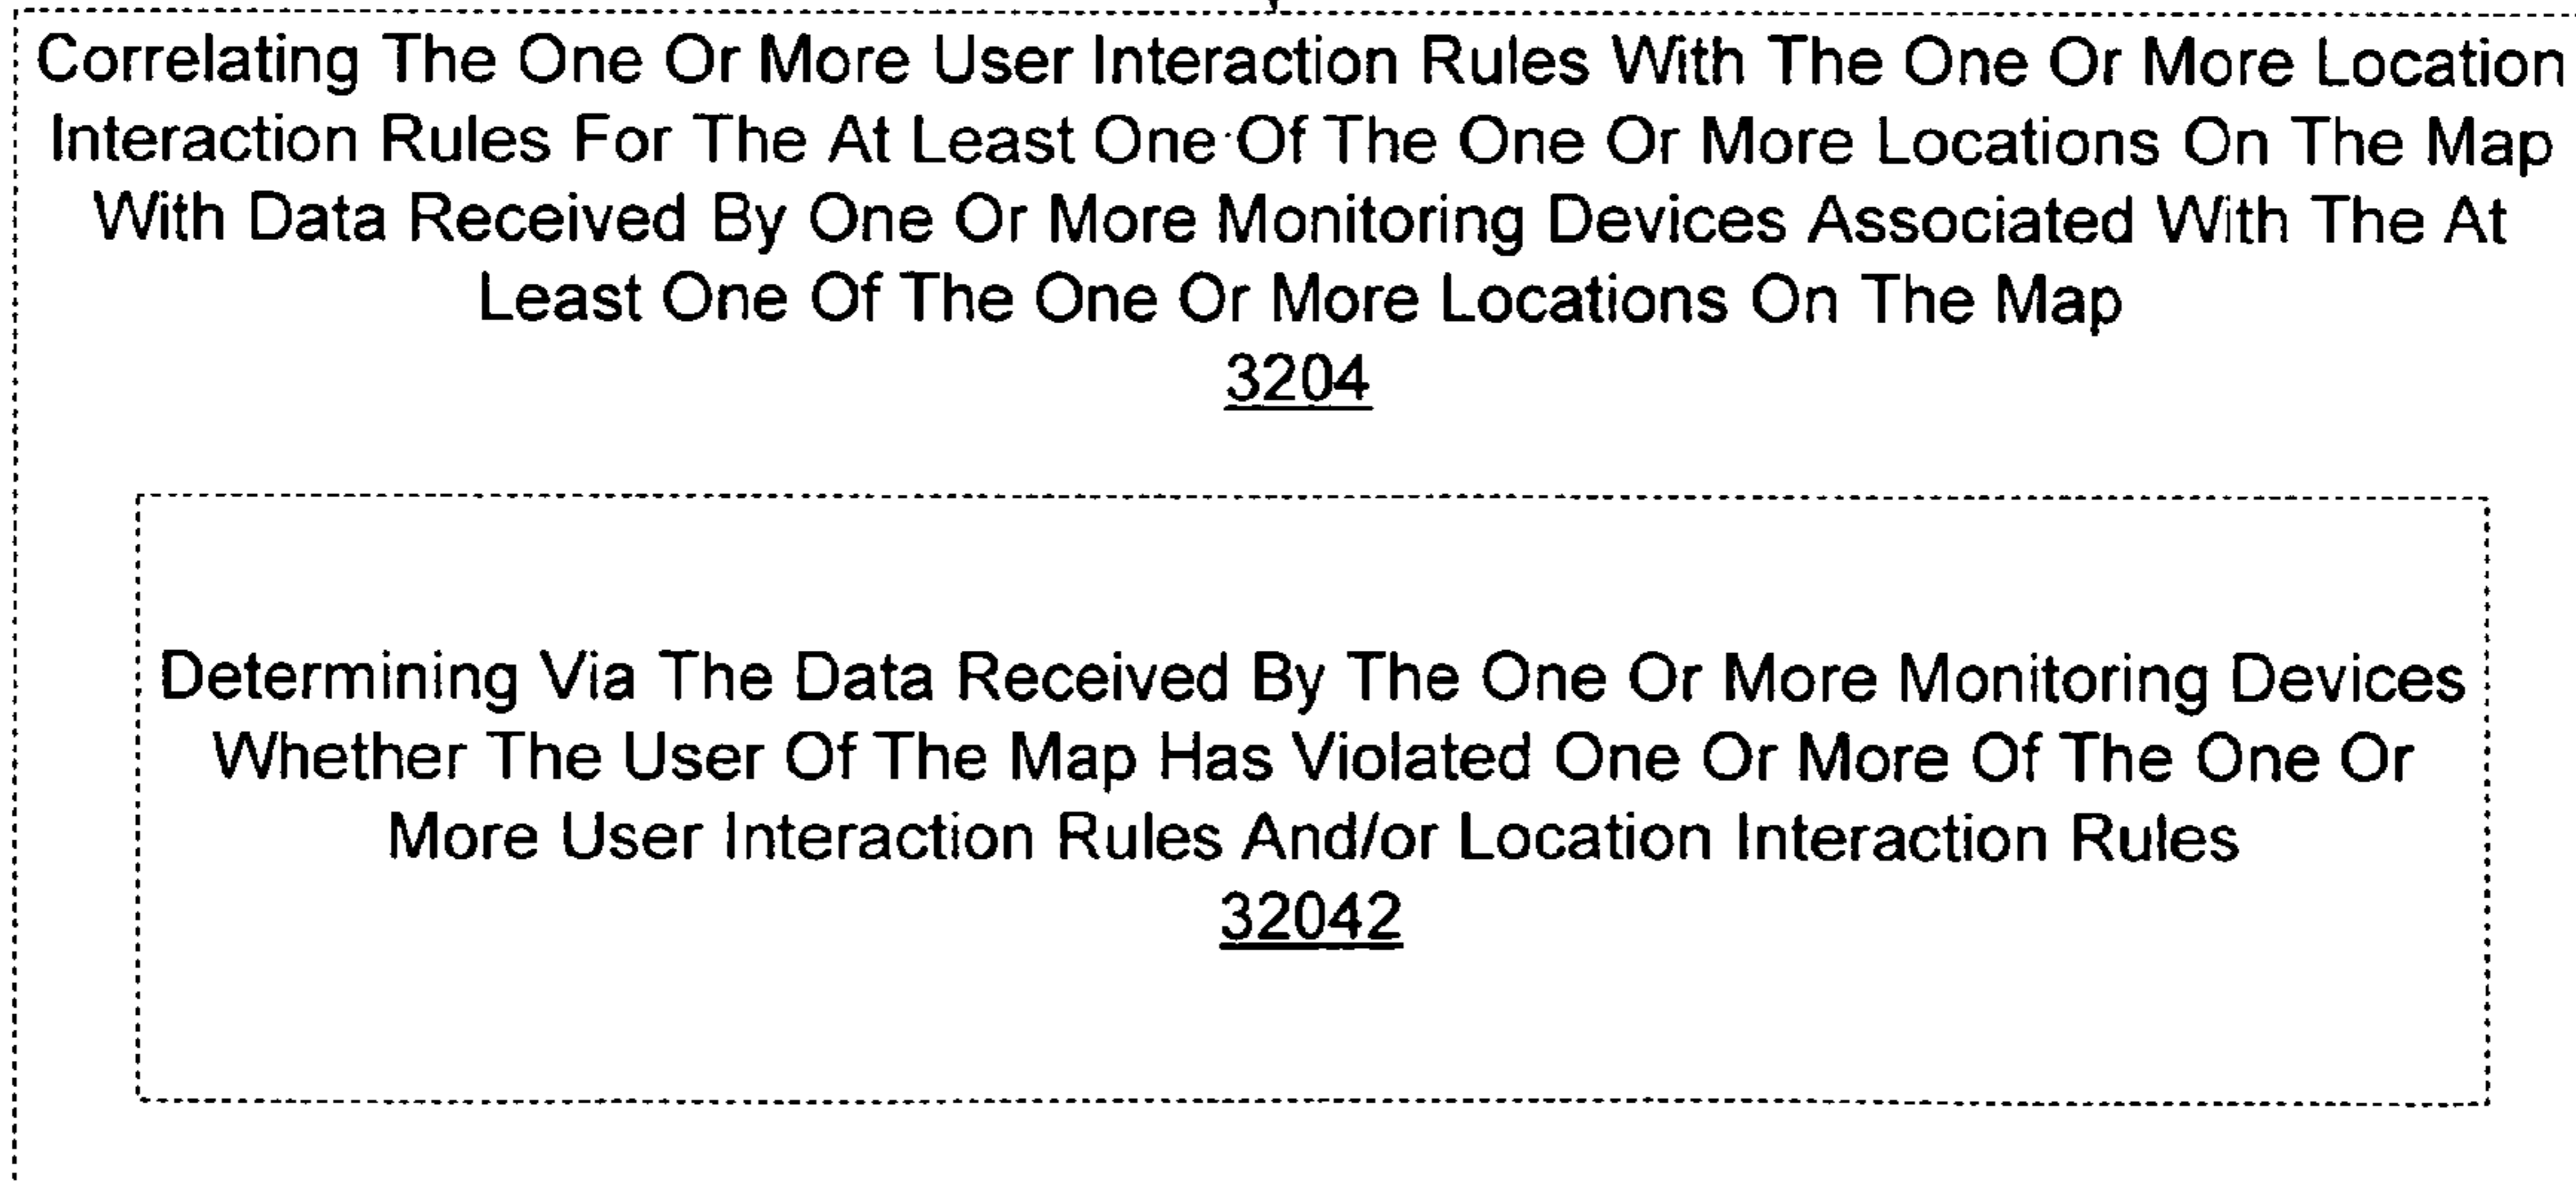 Correlating The One Or More User Interaction Rules With The One Or More Location
Interaction Rules For The At Least One Of The One Or More Locations On The Map
With Data Received By One Or More Monitoring Devices Associated With The At
Least One Of The One Or More Locations On The Map
3204
Determining Via The Data Received By The One Or More Monitoring Devices
Whether The User Of The Map Has Violated One Or More Of The One Or
More User Interaction Rules And/or Location Interaction Rules
32042